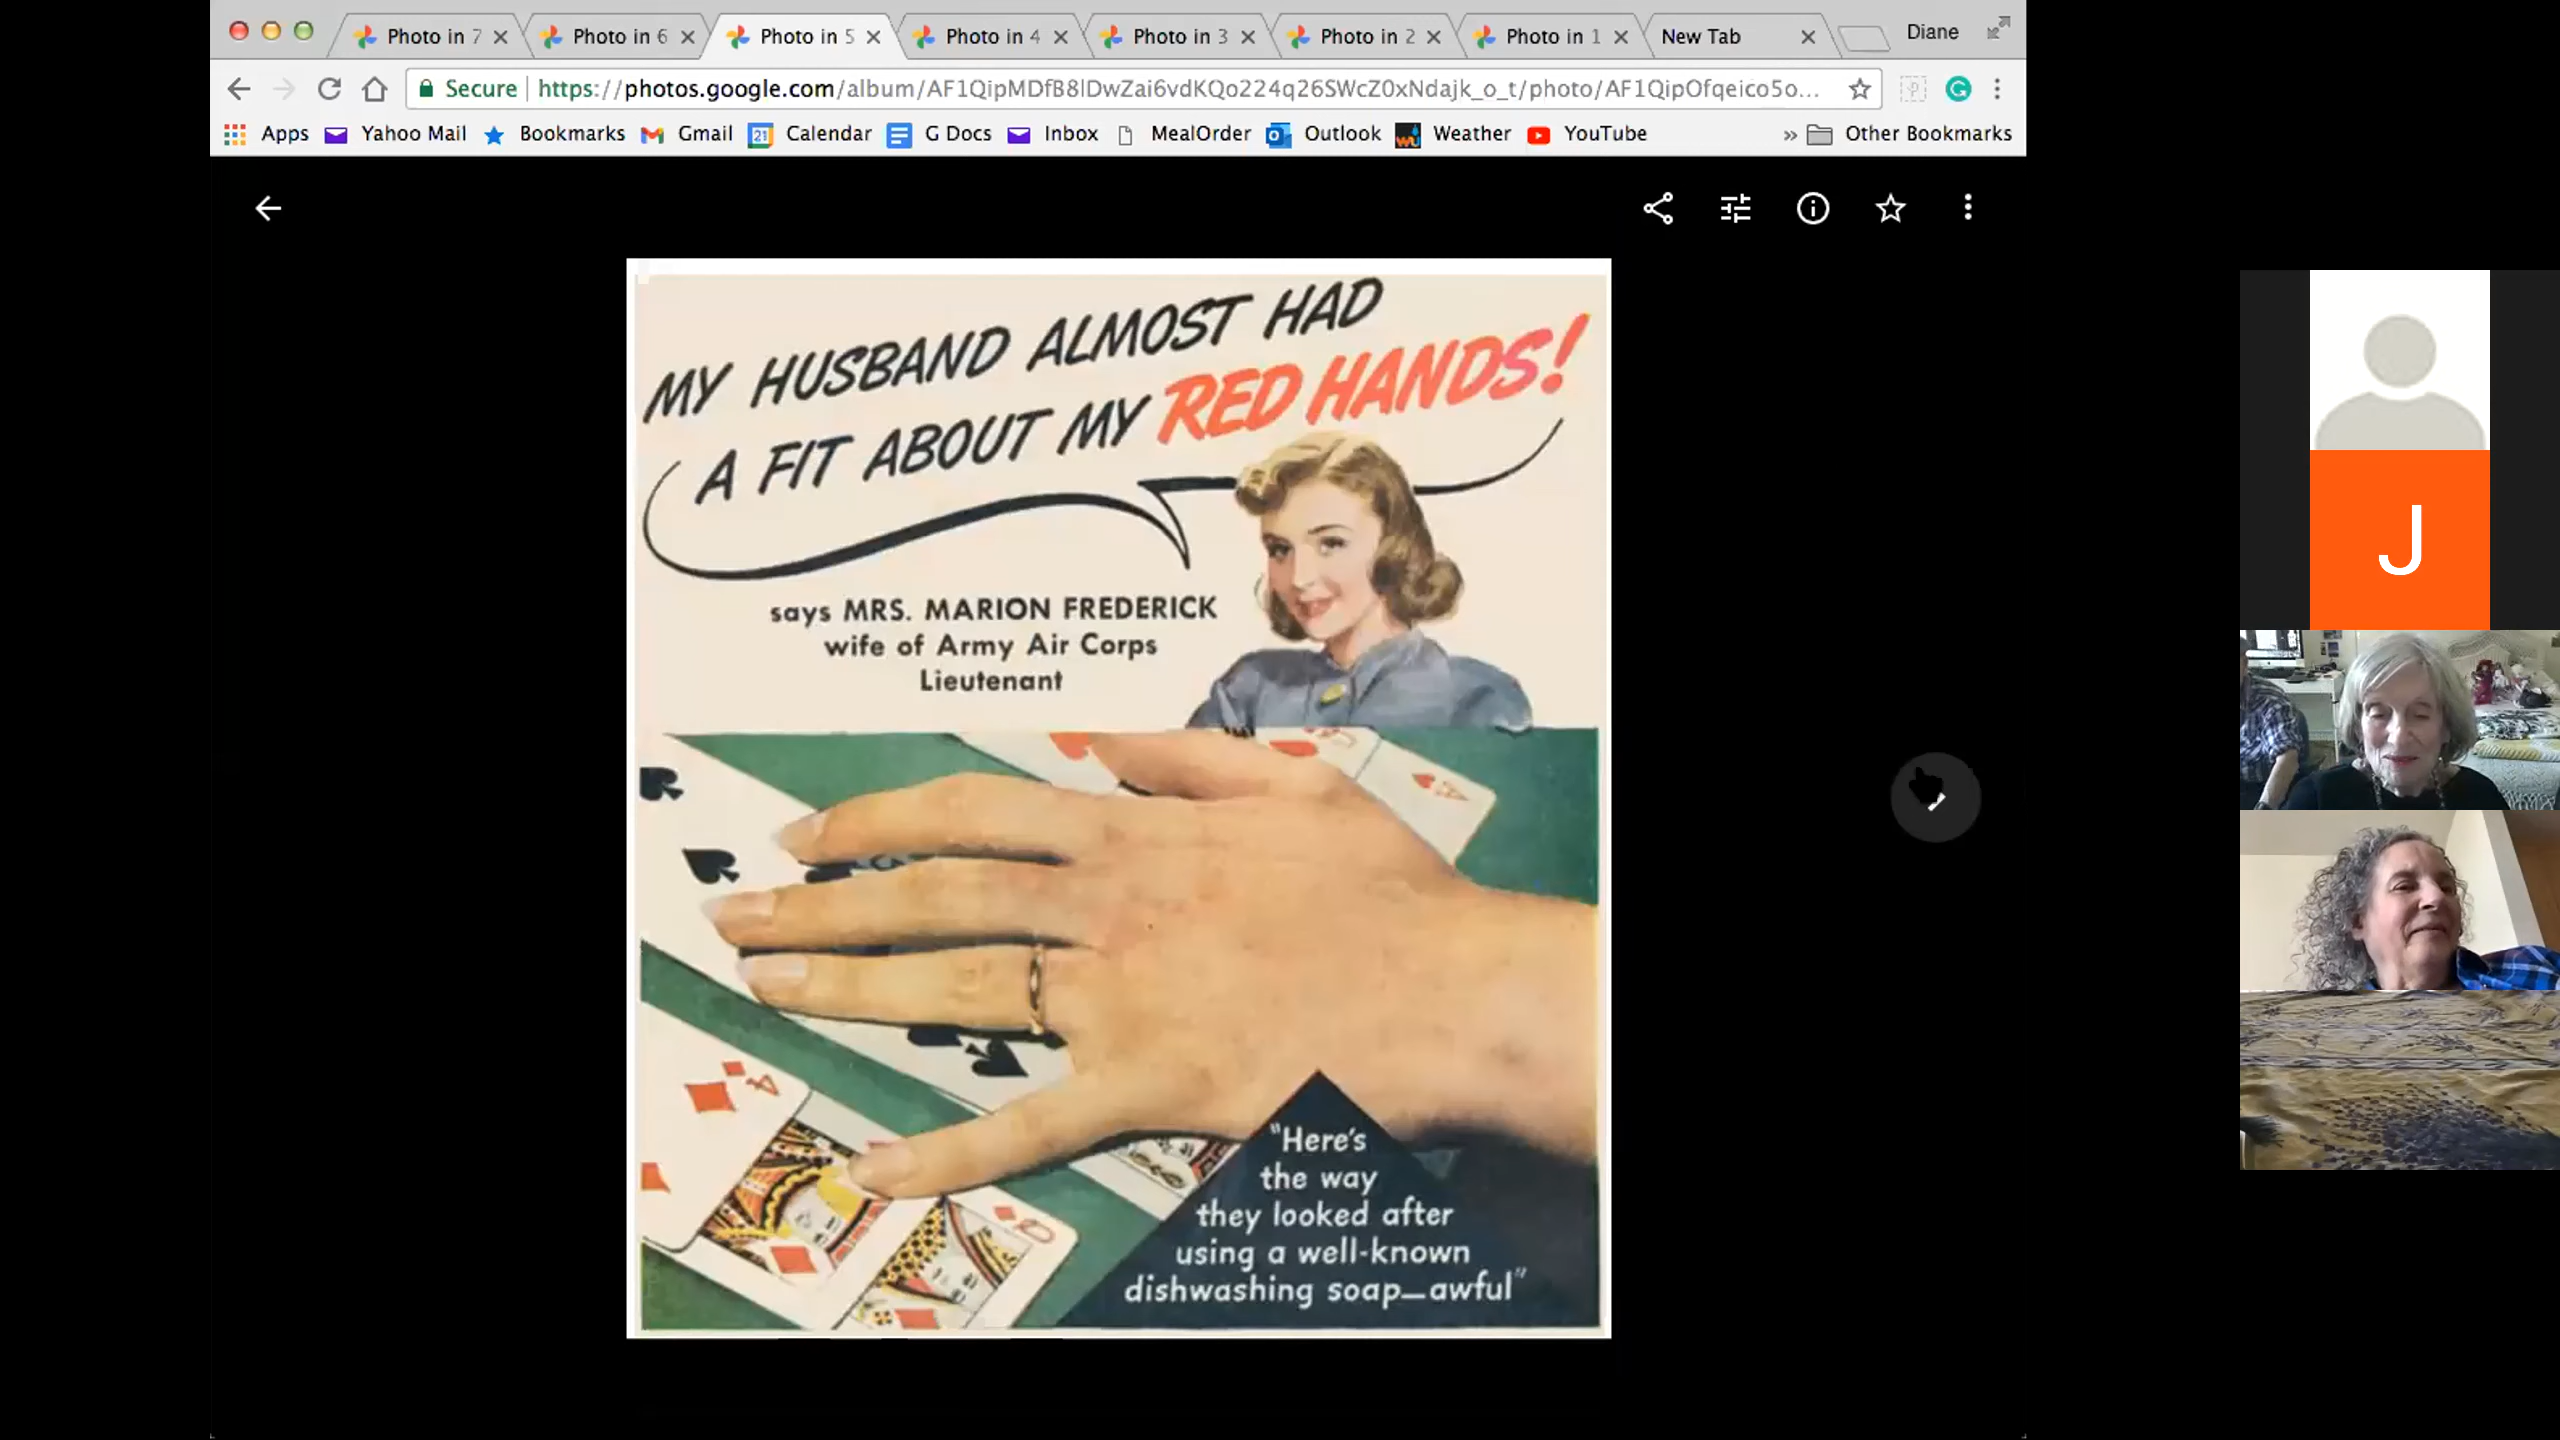 Photo in 7
Photo in 6
Photo in 5
Photo in 4
Photo in 3
Photo in 2
Photo in 1
New Tab
Diane
Secure
https://photos.google.com/album/AF1QipMDfB8lDwZai6vdKQo224q26SWcZ0xNdajk_o_t/photo/AF1QipOfqeico5o...
Apps
Yahoo Mail
Bookmarks
Gmail
21
Calendar
G Docs
Inbox
MealOrder
Outlook
Weather
YouTube
Other Bookmarks
MY HUSBAND ALMOST HAD
A FIT ABOUT MY RED HANDS!
says MRS. MARION FREDERICK
wife of Army Air Corps
Lieutenant
4
Q
"Here's
the way
they looked after
using a well-known
dishwashing soap—awful"
J